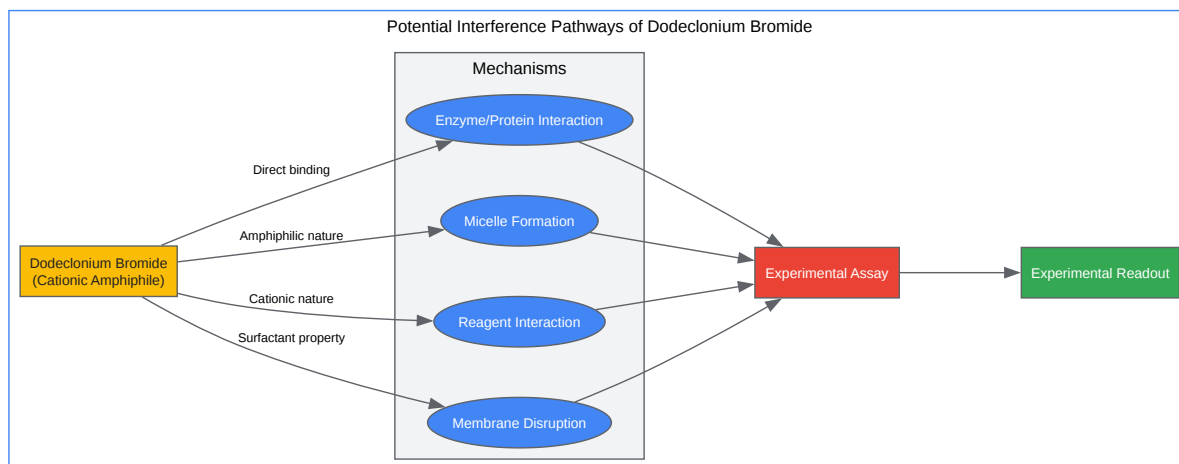 Potential Interference Pathways of Dodeclonium Bromide
Mechanisms
Enzyme/Protein Interaction
Direct binding
Micelle Formation
Amphiphilic nature
Dodeclonium Bromide
(Cationic Amphiphile)
Experimental Assay
Experimental Readout
Cationic nature
Reagent Interaction
Surfactant property
Membrane Disruption